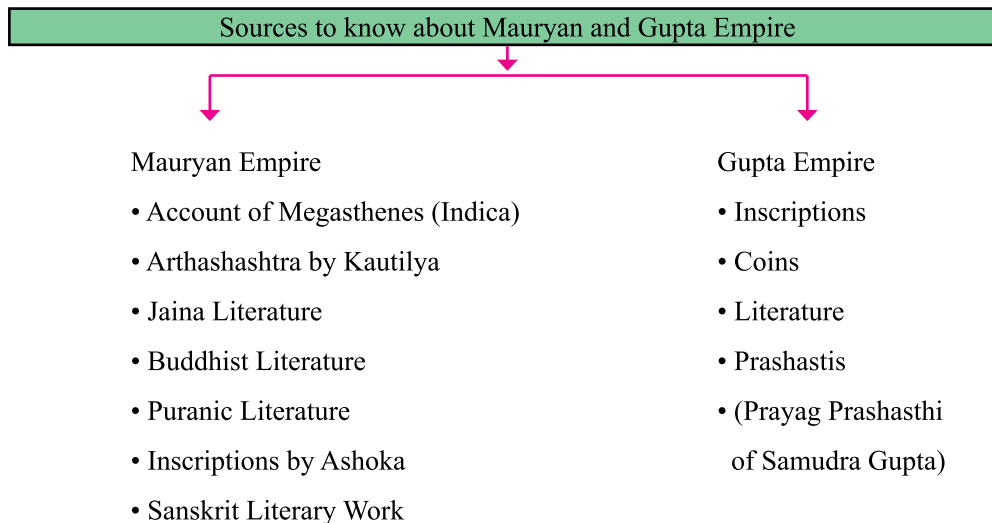 Sources to know about Mauryan and Gupta Empire
Mauryan Empire
• Account of Megasthenes (Indica)
• Arthashashtra by Kautilya
• Jaina Literature
• Buddhist Literature
• Puranic Literature
• Inscriptions by Ashoka
• Sanskrit Literary Work
Gupta Empire
• Inscriptions
• Coins
• Literature
• Prashastis
• (Prayag Prashasthi
of Samudra Gupta)